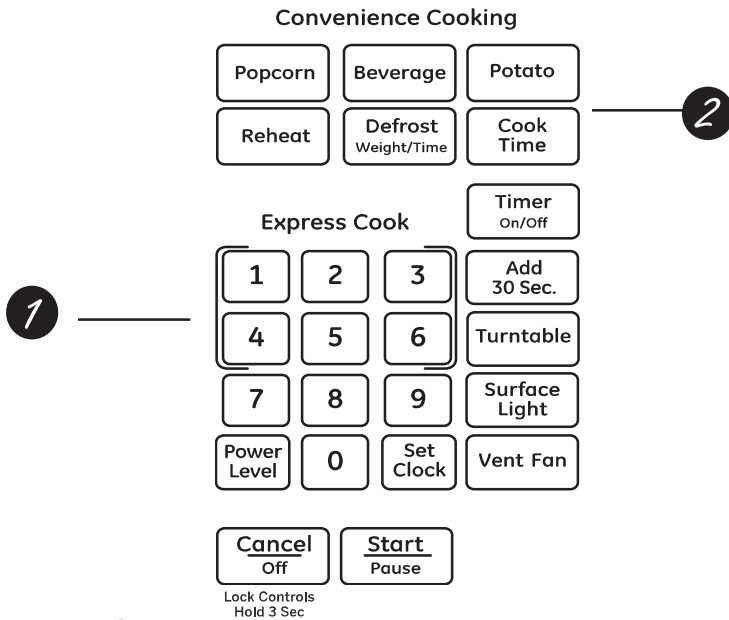 Convenience Cooking
Popcorn
Beverage
Potato
2
Reheat
Defrost
Weight/Time
Cook
Time
Timer
On/Off
Express Cook
1
2
3
Add
30 Sec.
1
4
5
6
Turntable
7
8
9
Surface
Light
Power
Level
0
Set
Clock
Vent Fan
Cancel
Off
Start
Pause
Lock Controls
Hold 3 Sec